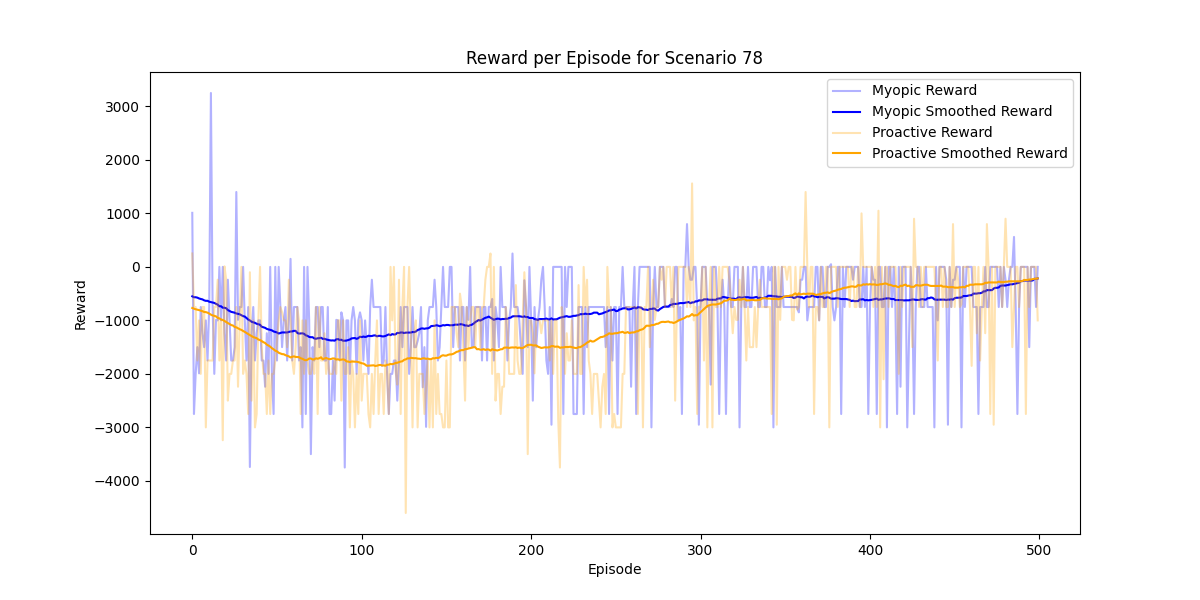 Reward per Episode for Scenario 78
Myopic Reward
Myopic Smoothed Reward
Proactive Reward
Proactive Smoothed Reward
Reward
3000
2000
1000
0
−1000
−2000
−3000
−4000
0 100 200 300 400 500
Episode